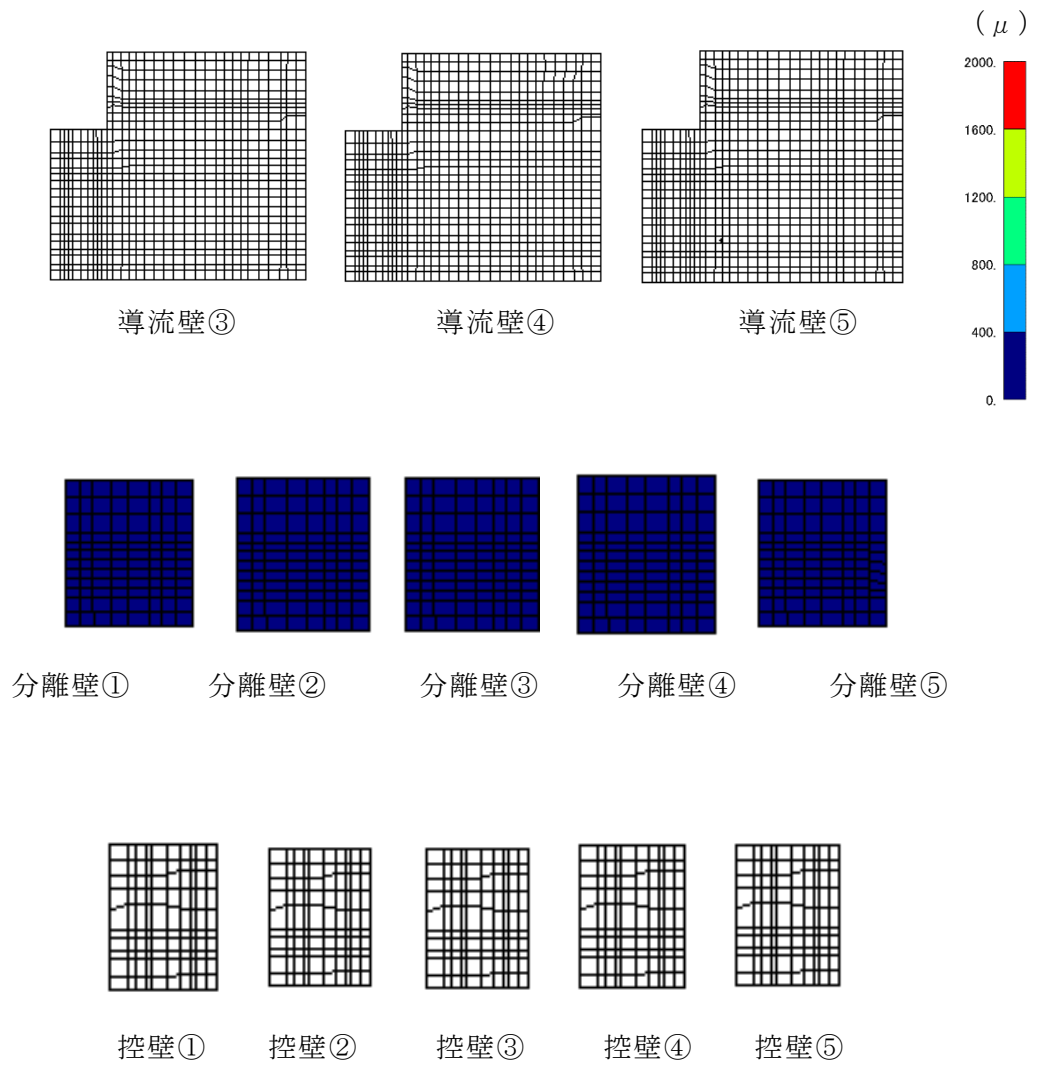 (μ)
2000.
1600.
1200.
800.
400.
0.
導流壁③ 導流壁④ 導流壁⑤
分離壁① 分離壁② 分離壁③ 分離壁④ 分離壁⑤
控壁① 控壁② 控壁③ 控壁④ 控壁⑤